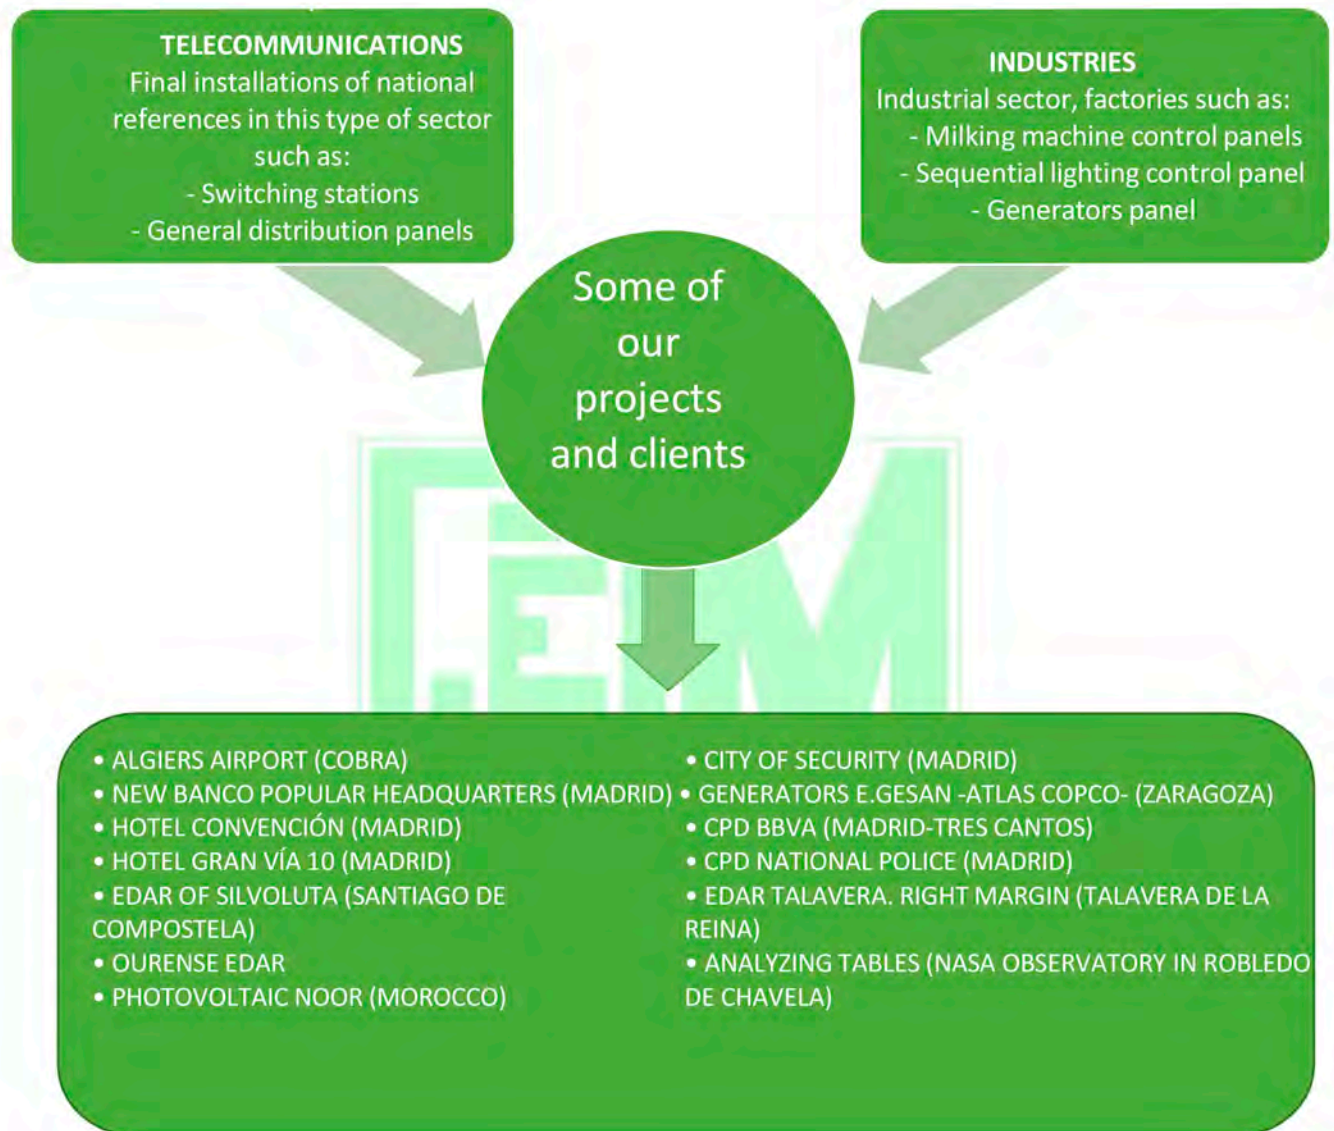 TELECOMMUNICATIONS
Final installations of national
references in this type of sector
such as:
- Switching stations
- General distribution panels
INDUSTRIES
Industrial sector, factories such as:
- Milking machine control panels
- Sequential lighting control panel
- Generators panel
Some of
our
projects
and clients
• ALGIERS AIRPORT (COBRA)
• NEW BANCO POPULAR HEADQUARTERS (MADRID)
• HOTEL CONVENCIÓN (MADRID)
• HOTEL GRAN VÍA 10 (MADRID)
• EDAR OF SILVOLUTA (SANTIAGO DE
COMPOSTELA)
• OURENSE EDAR
• PHOTOVOLTAIC NOOR (MOROCCO)
• CITY OF SECURITY (MADRID)
• GENERATORS E.GESAN -ATLAS COPCO- (ZARAGOZA)
• CPD BBVA (MADRID-TRES CANTOS)
• CPD NATIONAL POLICE (MADRID)
• EDAR TALAVERA. RIGHT MARGIN (TALAVERA DE LA
REINA)
• ANALYZING TABLES (NASA OBSERVATORY IN ROBLEDO
DE CHAVELA)